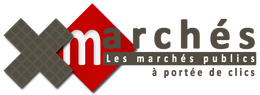 marchés
Les marchés publics
à portée de clics